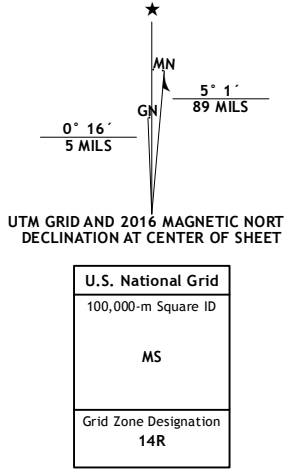 ★
MN
GN
5° 1´
89 MILS
0° 16´
5 MILS
UTM GRID AND 2016 MAGNETIC NORT
DECLINATION AT CENTER OF SHEET
U.S. National Grid
100,000-m Square ID
MS
Grid Zone Designation
14R